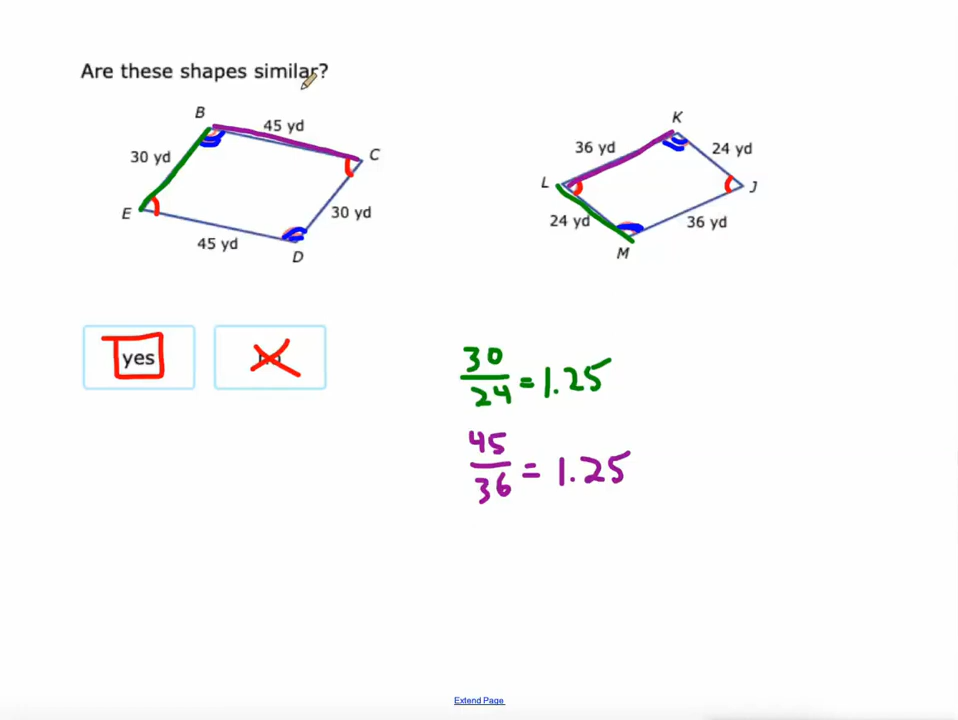 Are these shapes similar?
B
45 yd
30 yd
C
E
30 yd
45 yd
D
K
36 yd
24 yd
L
J
24 yd
36 yd
M
yes
30
24 = 1.25
45
36 = 1.25
Extend Page